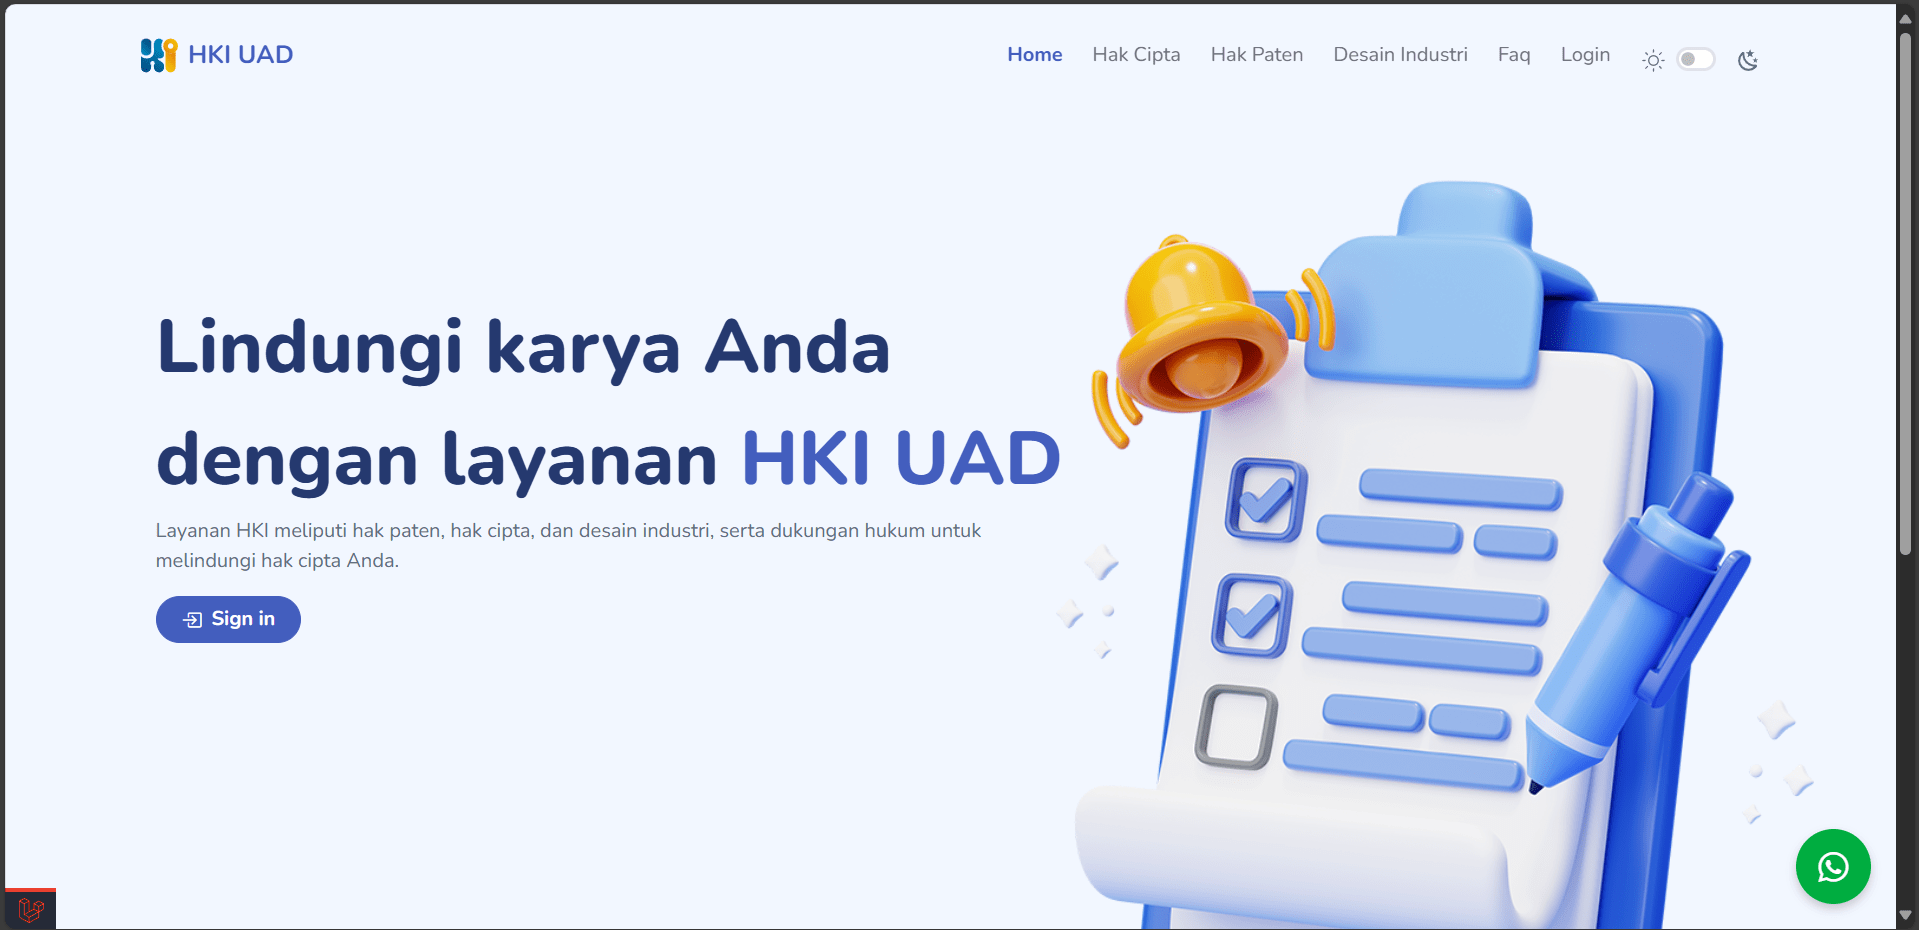 HKI UAD
Home Hak Cipta Hak Paten Desain Industri Faq Login
Lindungi karya Anda
dengan layanan HKI UAD
Layanan HKI meliputi hak paten, hak cipta, dan desain industri, serta dukungan hukum untuk
melindungi hak cipta Anda.
Sign in